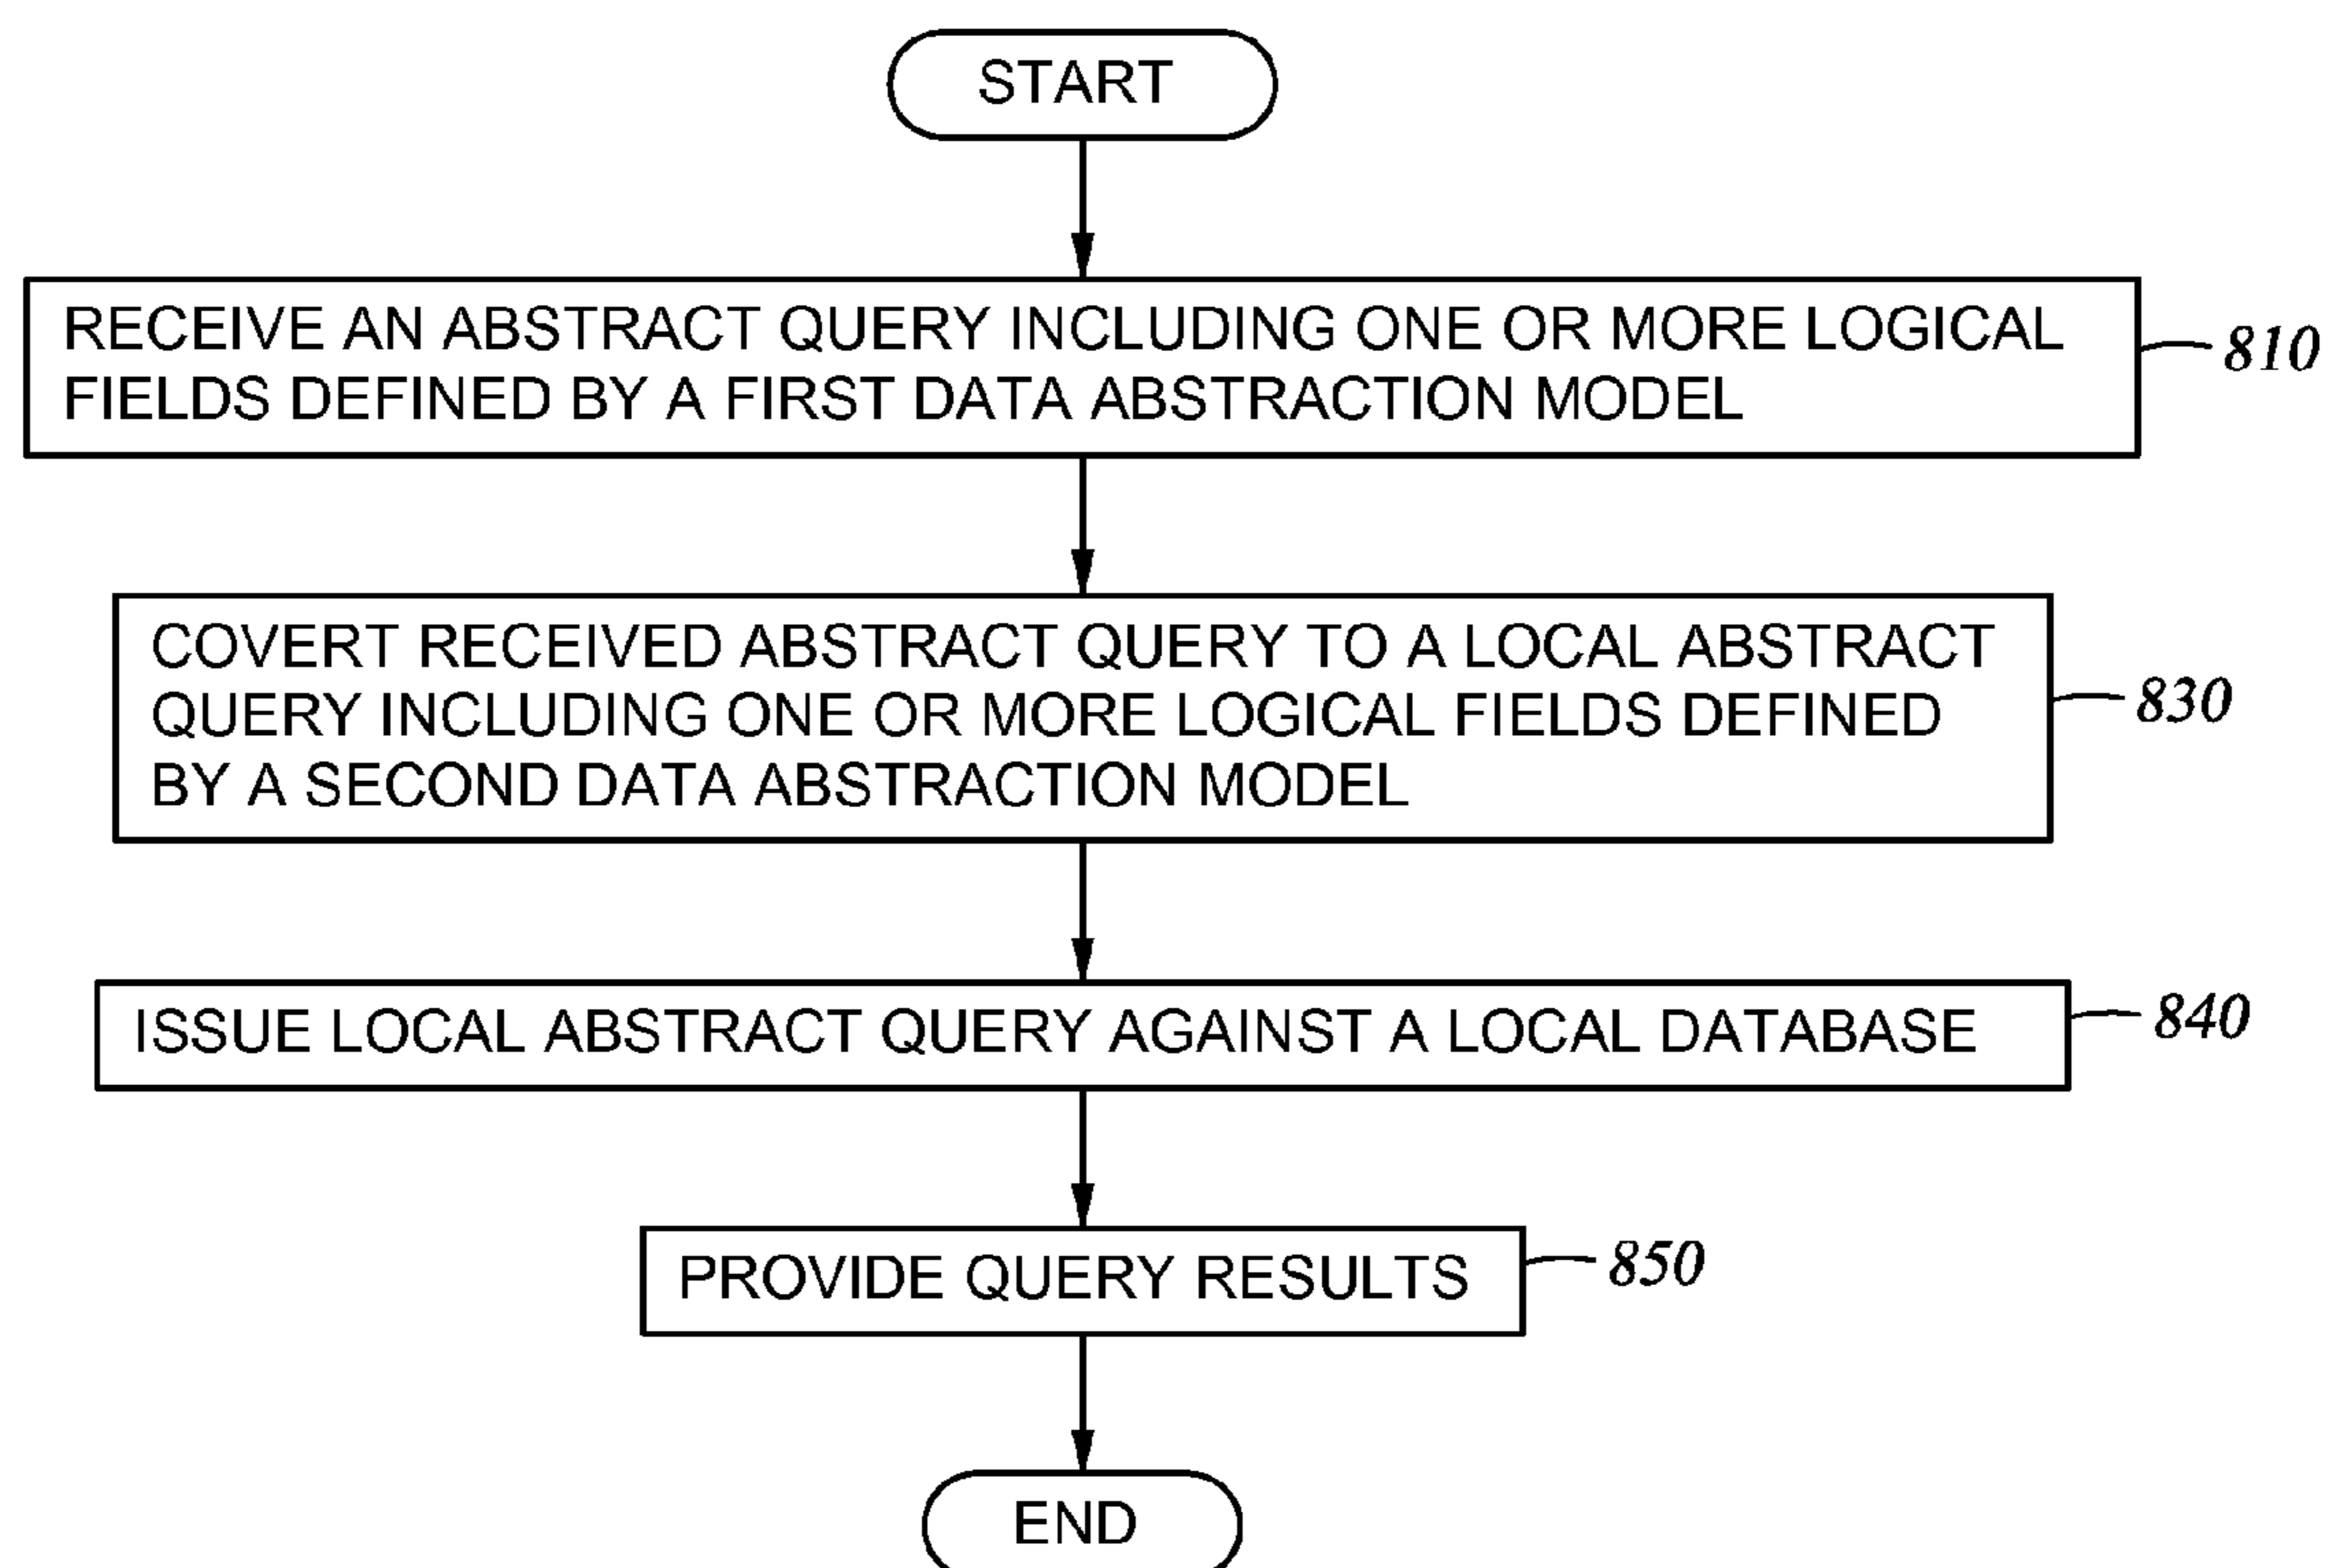 START
RECEIVE AN ABSTRACT QUERY INCLUDING ONE OR MORE LOGICAL
FIELDS DEFINED BY A FIRST DATA ABSTRACTION MODEL
810
COVERT RECEIVED ABSTRACT QUERY TO A LOCAL ABSTRACT
QUERY INCLUDING ONE OR MORE LOGICAL FIELDS DEFINED
BY A SECOND DATA ABSTRACTION MODEL
830
ISSUE LOCAL ABSTRACT QUERY AGAINST A LOCAL DATABASE
840
PROVIDE QUERY RESULTS
850
END